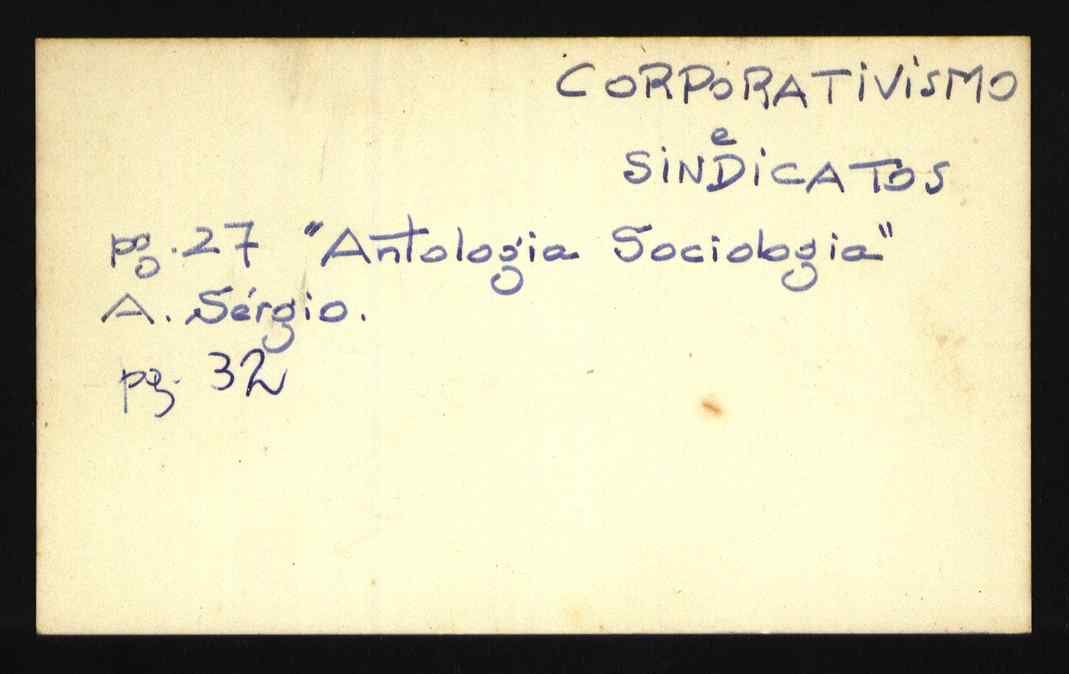 CORPORATIVISMO
e
SINDICATOS
pg. 27 "Antologia Sociologia"
A. Sérgio.
pg. 32